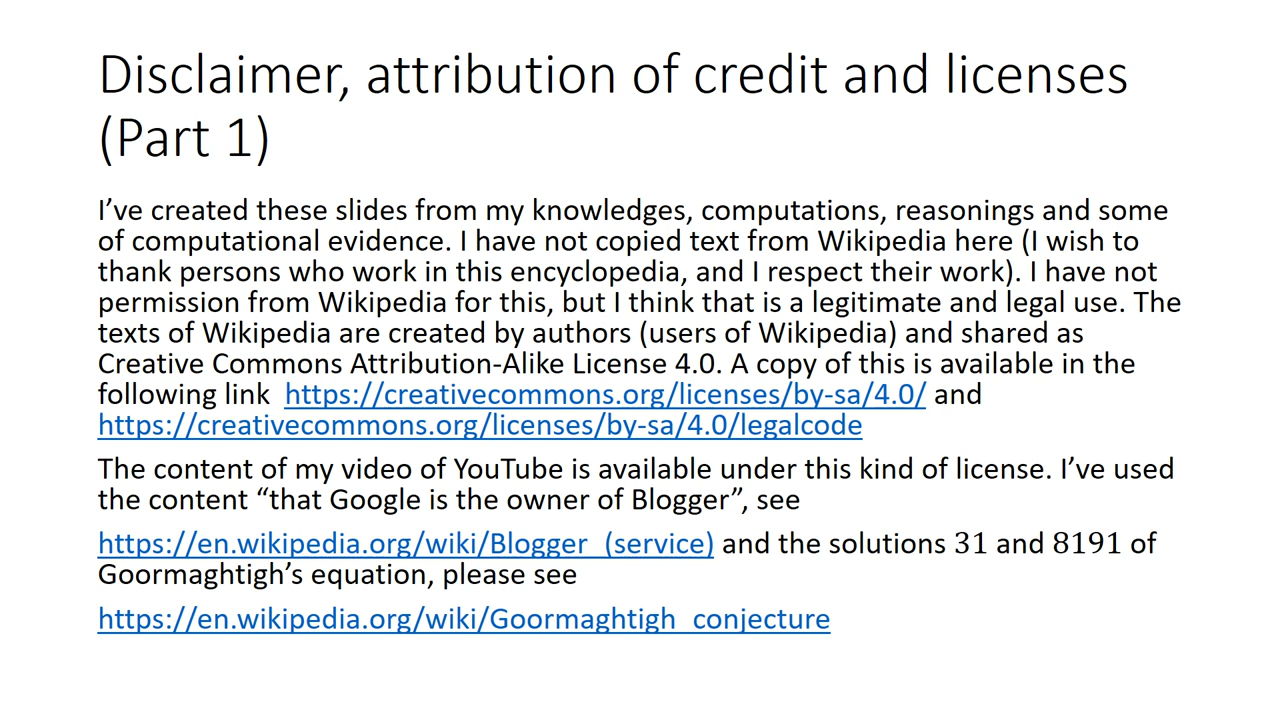 Disclaimer, attribution of credit and licenses
(Part 1)
I’ve created these slides from my knowledges, computations, reasonings and some
of computational evidence. I have not copied text from Wikipedia here (I wish to
thank persons who work in this encyclopedia, and I respect their work). I have not
permission from Wikipedia for this, but I think that is a legitimate and legal use. The
texts of Wikipedia are created by authors (users of Wikipedia) and shared as
Creative Commons Attribution-Alike License 4.0. A copy of this is available in the
following link https://creativecommons.org/licenses/by-sa/4.0/ and
https://creativecommons.org/licenses/by-sa/4.0/legalcode
The content of my video of YouTube is available under this kind of license. I’ve used
the content “that Google is the owner of Blogger”, see
https://en.wikipedia.org/wiki/Blogger_(service) and the solutions 31 and 8191 of
Goormaghtigh’s equation, please see
https://en.wikipedia.org/wiki/Goormaghtigh_conjecture